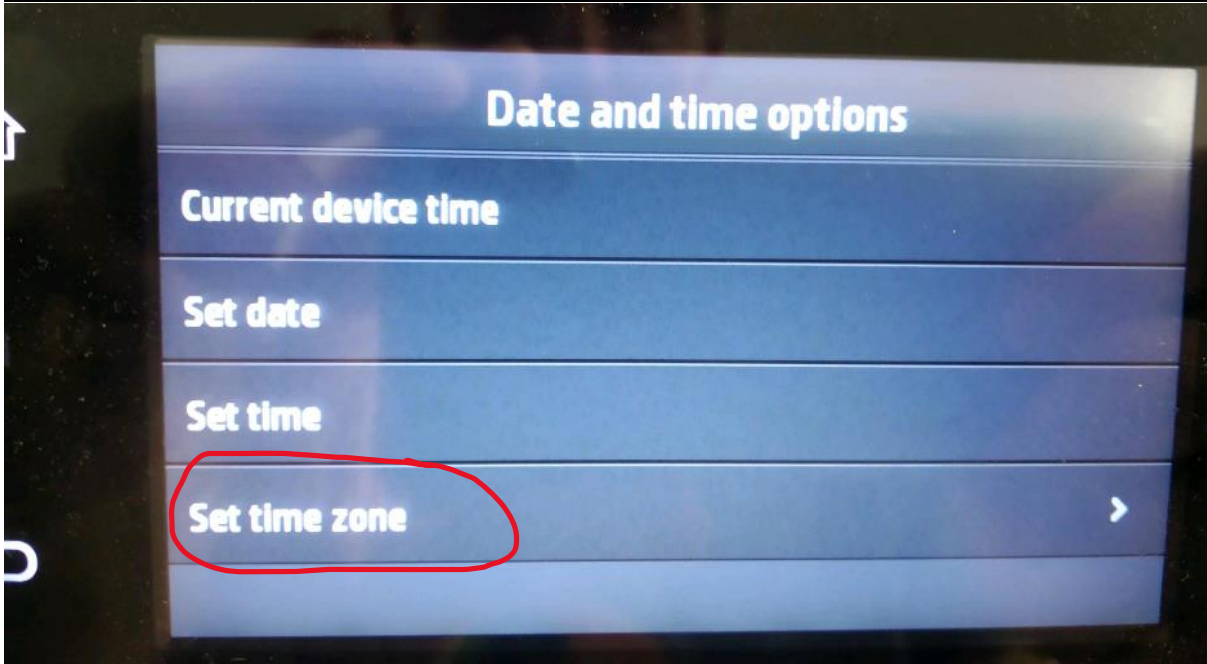 Date and time options
Current device time
Set date
Set time
Set time zone